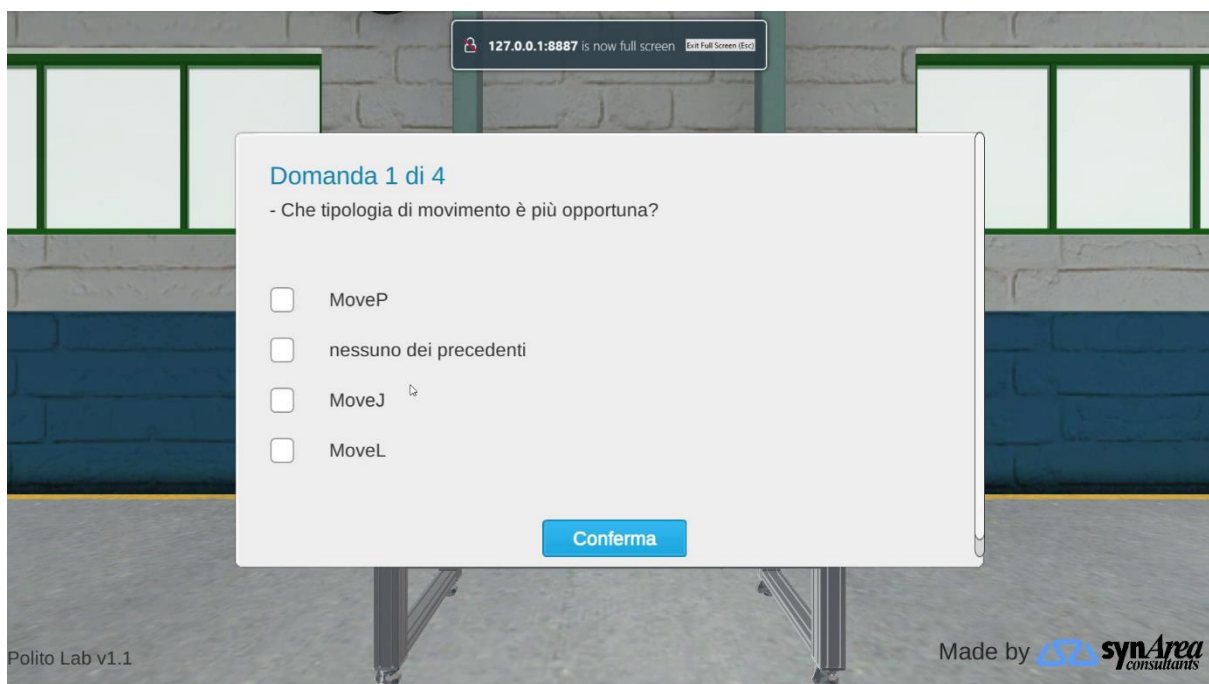 127.0.0.1:8887 is now full screen Exit Full Screen (Esc)
Domanda 1 di 4
- Che tipologia di movimento è più opportuna?
MoveP
nessuno dei precedenti
MoveJ
MoveL
Conferma
Polito Lab v1.1
Made by synArea
consultants